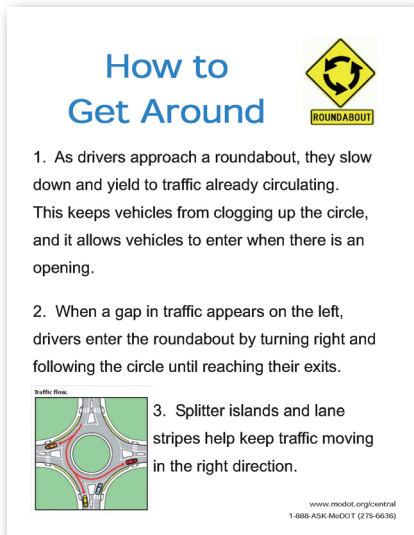 How to
Get Around
ROUNDABOUT
1. As drivers approach a roundabout, they slow
down and yield to traffic already circulating.
This keeps vehicles from clogging up the circle,
and it allows vehicles to enter when there is an
opening.
2. When a gap in traffic appears on the left,
drivers enter the roundabout by turning right and
following the circle until reaching their exits.
Traffic flow.
3. Splitter islands and lane
stripes help keep traffic moving
in the right direction.
www.modot.org/central
1-888-ASK-MoDOT (275-6636)